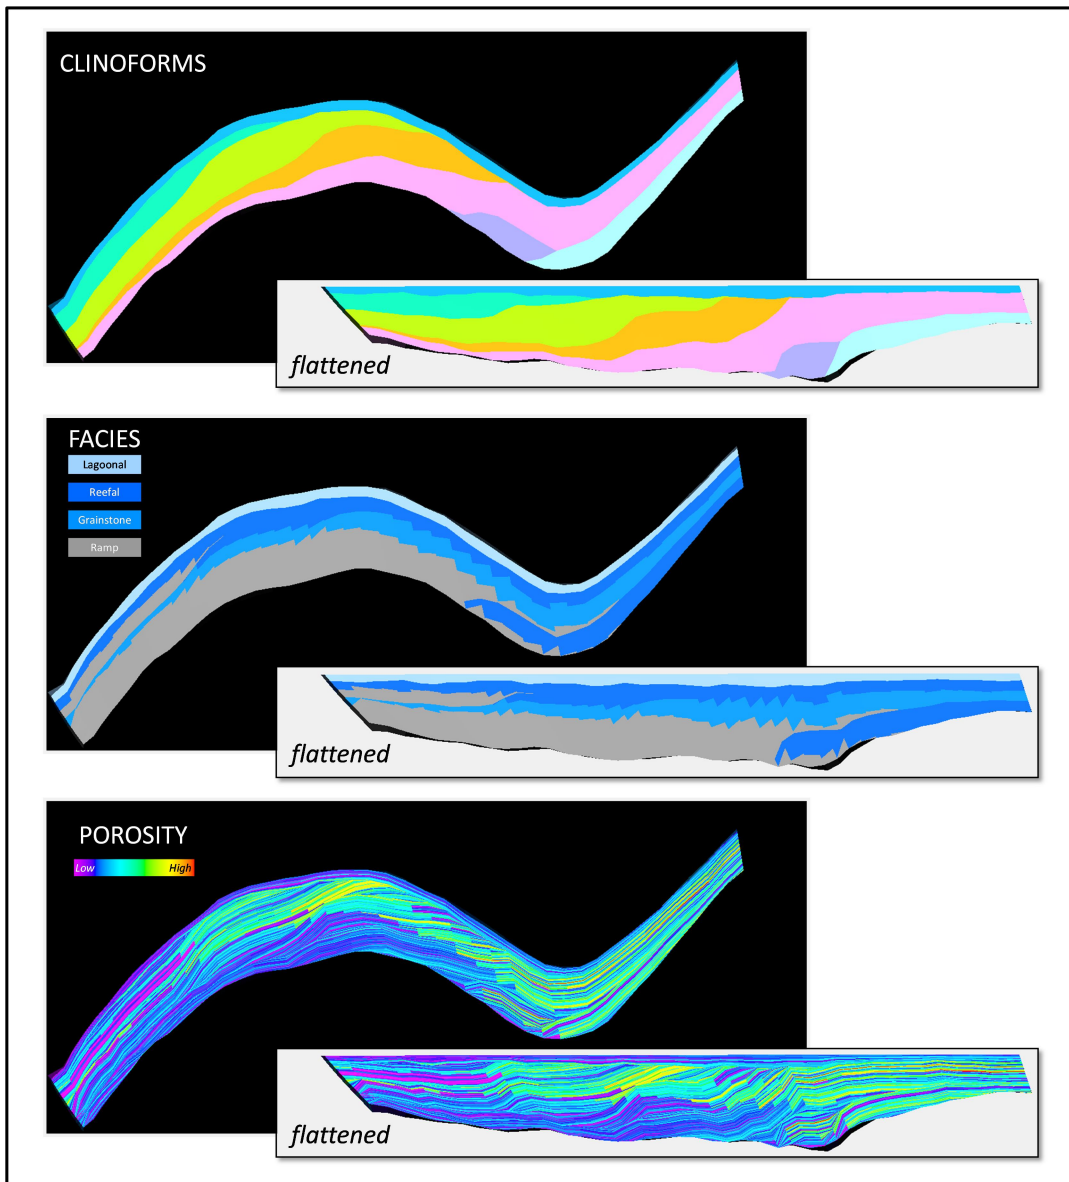 CLINOFORMS
flattened
FACIES
Lagoonal
Reefal
Grainstone
Ramp
flattened
POROSITY
Low High
flattened